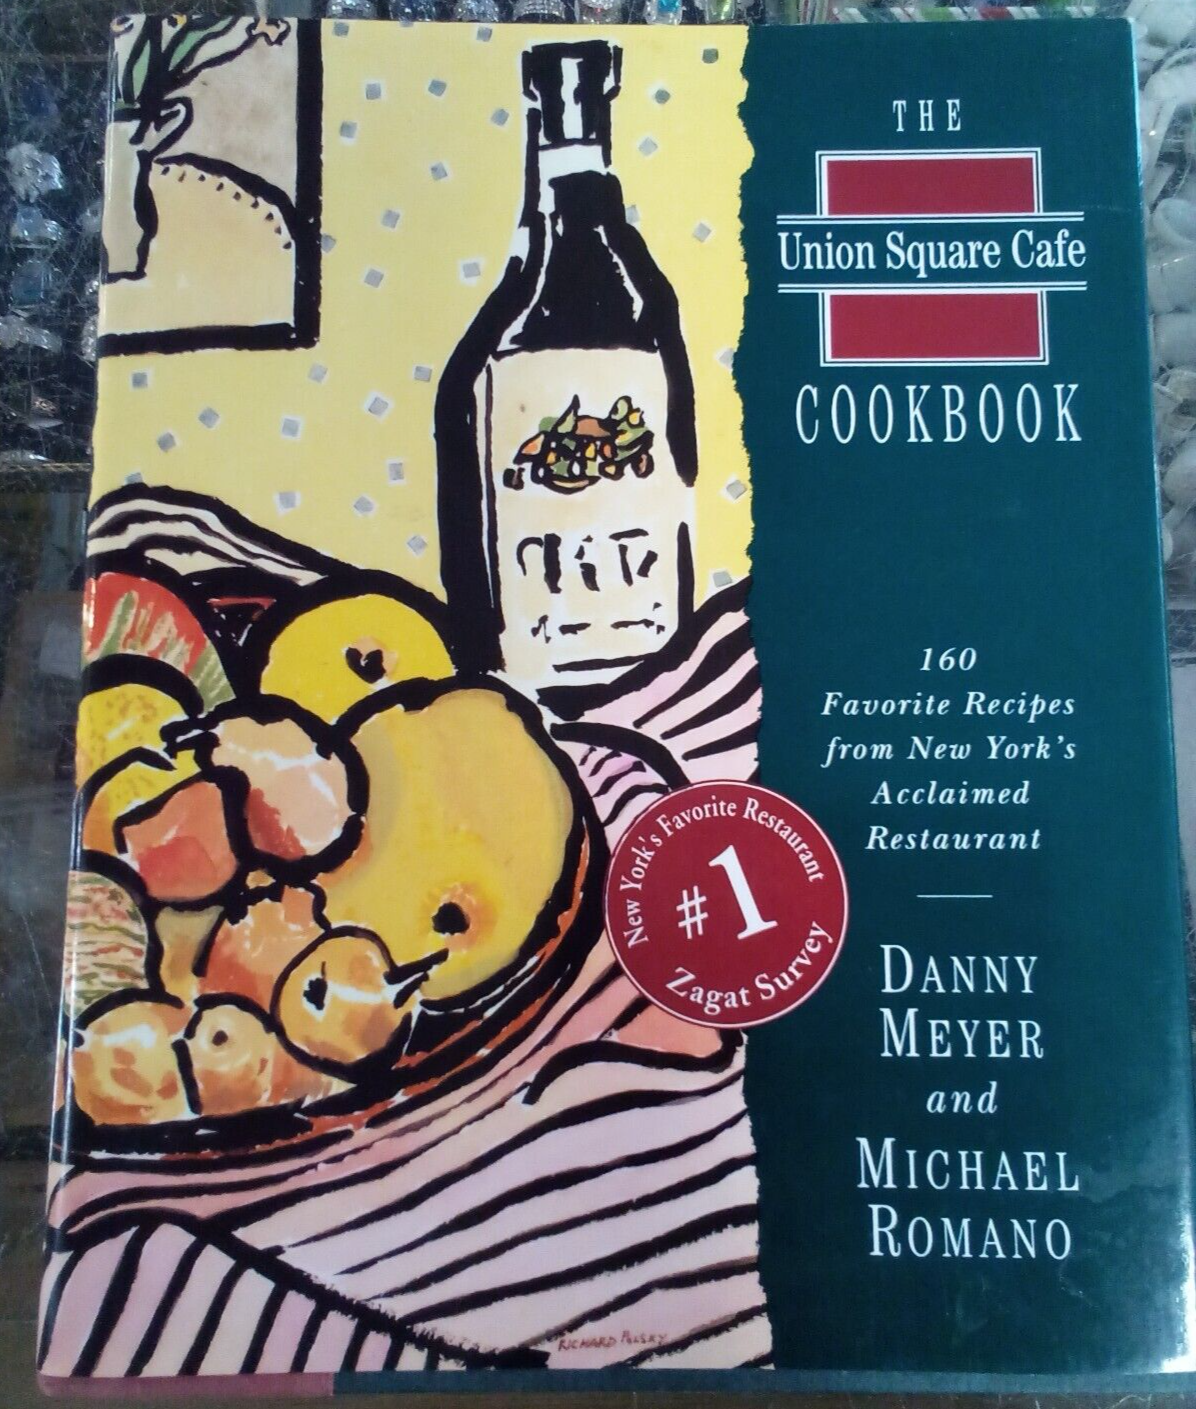 THE
Union Square Cafe
COOKBOOK
160
Favorite Recipes
from New York's
Acclaimed
Restaurant
New York's Favorite Restaurant
#1
Zagat Survey
DANNY
MEYER
and
MICHAEL
ROMANO
RICHARD POLSKY